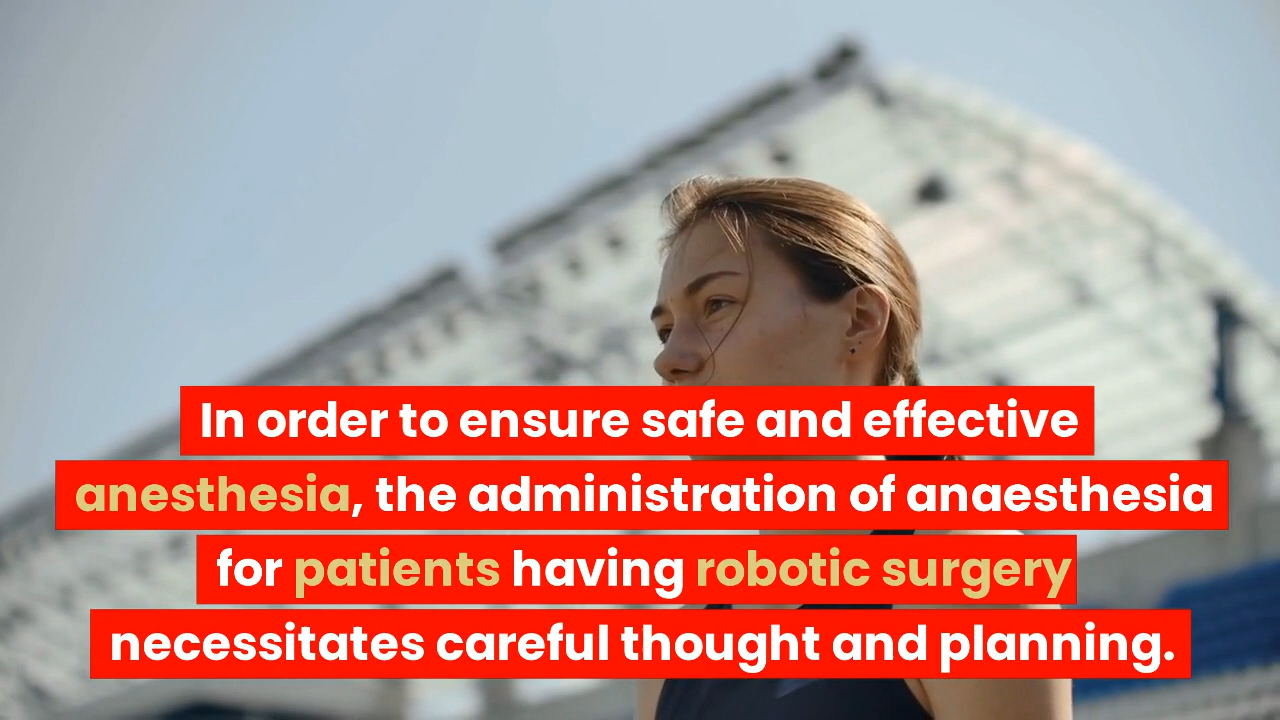 In order to ensure safe and effective
anesthesia, the administration of anaesthesia
for patients having robotic surgery
necessitates careful thought and planning.